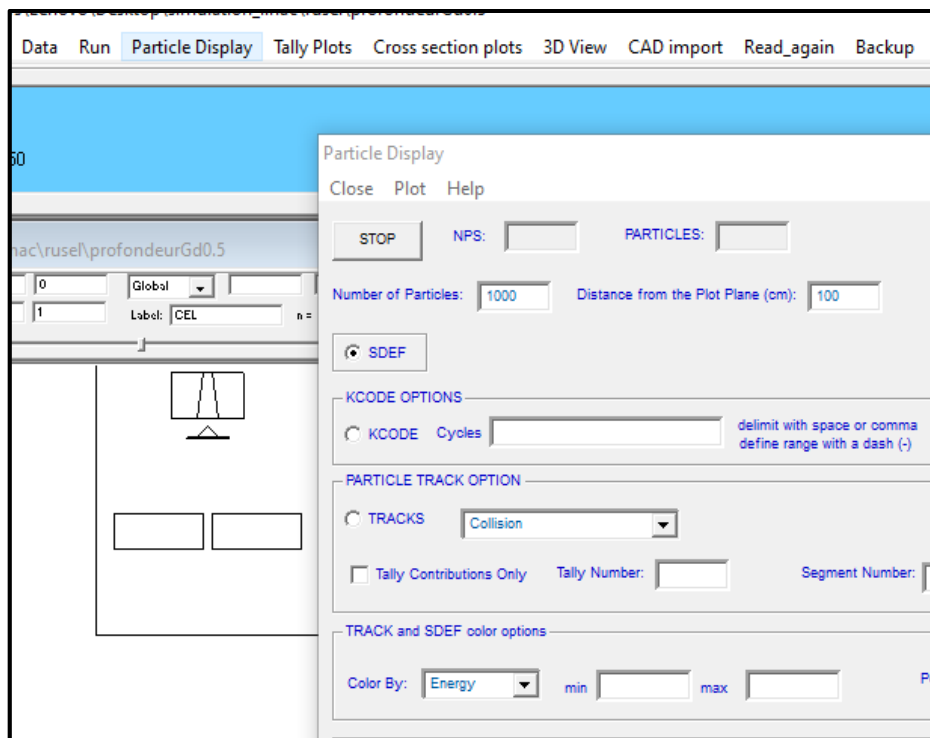 Data Run Particle Display Tally Plots Cross section plots 3D View CAD import Read_again Backup
60
Particle Display
Close Plot Help
STOP NPS: PARTICLES:
nac\rusel\profondeurGd0.5
0 Global
Number of Particles: 1000 Distance from the Plot Plane (cm): 100
1 Label: CEL n =
SDEF
KCODE OPTIONS
KCODE Cycles delimit with space or comma
define range with a dash (-)
PARTICLE TRACK OPTION
TRACKS Collision
Tally Contributions Only Tally Number: Segment Number:
TRACK and SDEF color options
Color By: Energy min max